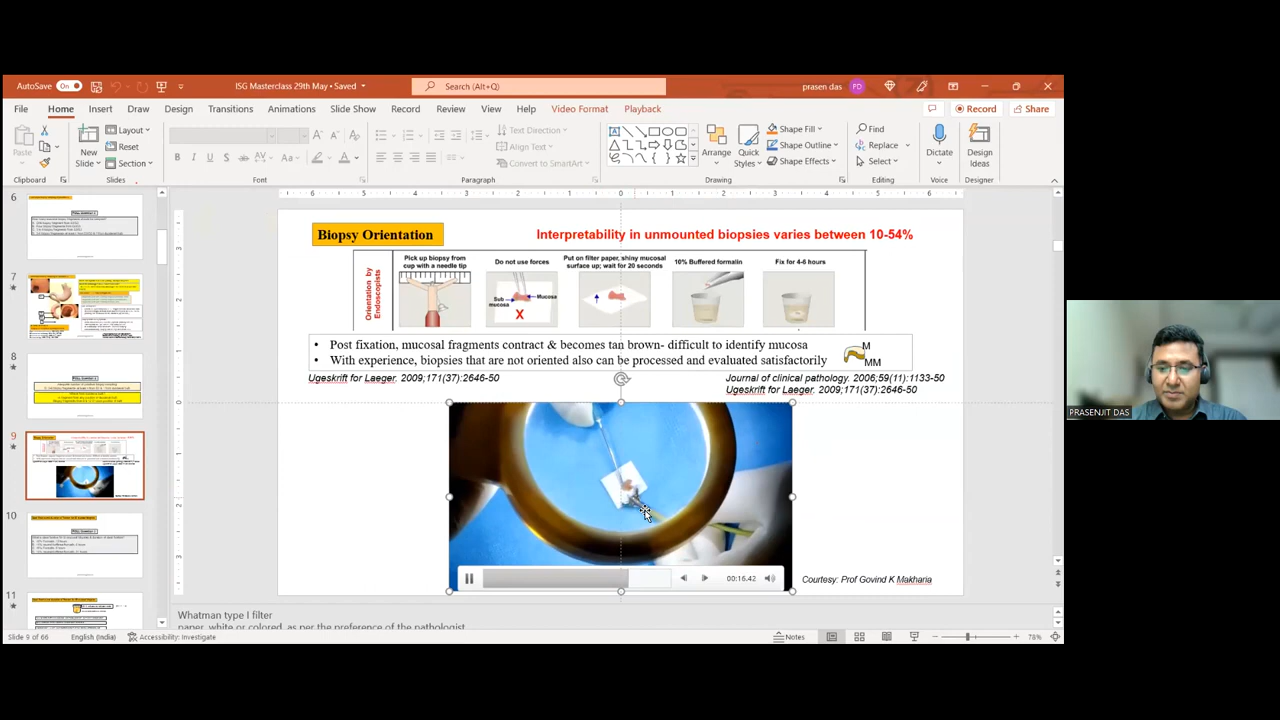 AutoSave On ISG Masterclass 29th May • Saved Search (Alt+Q) prasen das PD
File Home Insert Draw Design Transitions Animations Slide Show Record Review View Help Video Format Playback Record Share
Paste
New
Slide
Layout
Reset
Section
Text Direction
Align Text
Convert to SmartArt
Arrange
Quick
Styles
Shape Fill
Shape Outline
Shape Effects
Find
Replace
Select
Dictate
Design
Ideas
Clipboard Slides Font Paragraph Drawing Editing Voice Designer
6
7
8
9
10
11
Biopsy Orientation
Interpretability in unmounted biopsies varies between 10-54%
Orientation by
Endoscopists
Pick up biopsy from
cup with a needle tip
Do not use forces
Put on filter paper, shiny mucosal
surface up; wait for 20 seconds
10% Buffered formalin
Fix for 4-6 hours
Sub
mucosa
Mucosa
X
• Post fixation, mucosal fragments contract & becomes tan brown- difficult to identify mucosa
• With experience, biopsies that are not oriented also can be processed and evaluated satisfactorily
M
MM
Ugeskrift for Laeger. 2009;171(37):2646-50
Journal of clinical pathology. 2006;59(11):1133-50
Ugeskrift for Laeger. 2009;171(37):2646-50
00:16.42
Courtesy: Prof Govind K Makharia
Whatman type I filter
paper, white or colored, as per the preference of the pathologist
Slide 9 of 66 English (India) Accessibility: Investigate Notes 78%
PRASENJIT DAS